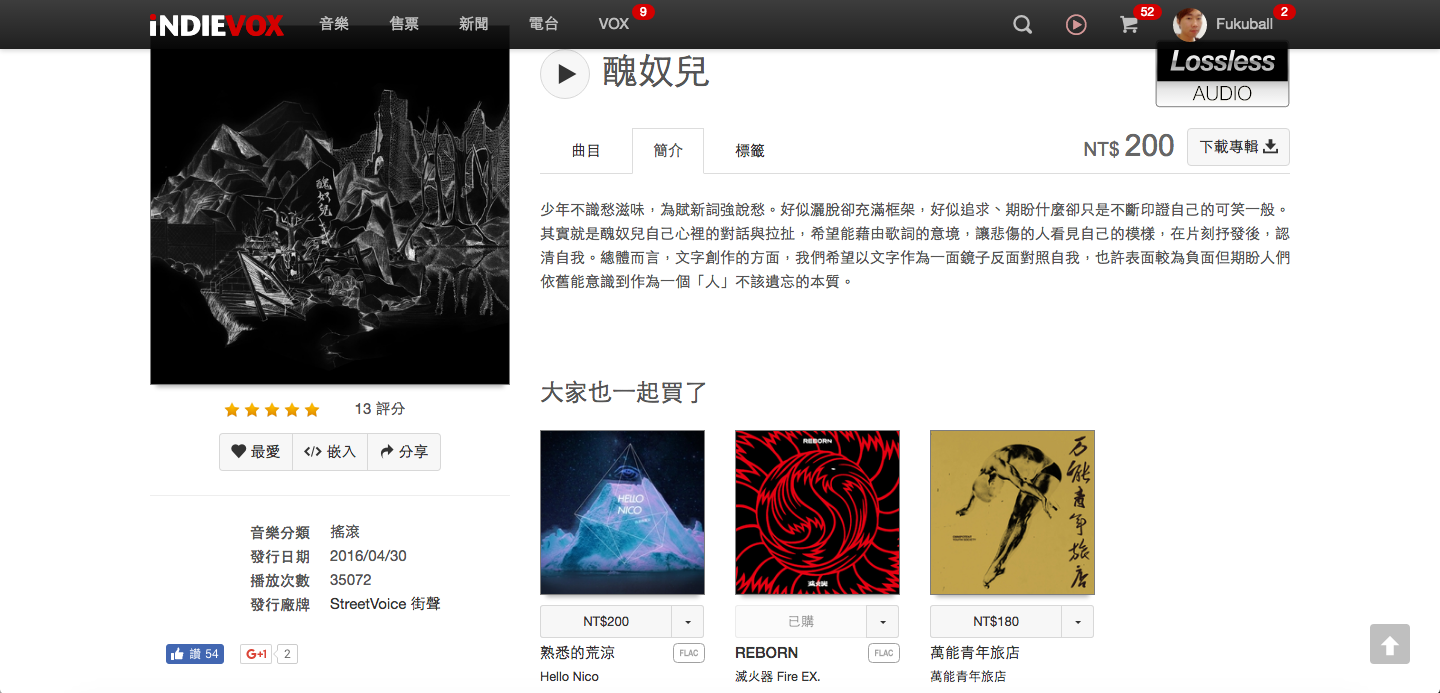 iNDIEVOX 音樂 售票 新聞 電台 VOX 9 52 Fukuball 2
醜奴兒
Lossless
AUDIO
曲目 簡介 標籤 NT$ 200 下載專輯
少年不識愁滋味，為賦新詞強說愁。好似灑脫卻充滿框架，好似追求、期盼什麼卻只是不斷印證自己的可笑一般。
其實就是醜奴兒自己心裡的對話與拉扯，希望能藉由歌詞的意境，讓悲傷的人看見自己的模樣，在片刻抒發後，認
清自我。總體而言，文字創作的方面，我們希望以文字作為一面鏡子反面對照自我，也許表面較為負面但期盼人們
依舊能意識到作為一個「人」不該遺忘的本質。
醜奴兒
13 評分
最愛 嵌入 分享
音樂分類 搖滾
發行日期 2016/04/30
播放次數 35072
發行廠牌 StreetVoice 街聲
讚 54 G+1 2
大家也一起買了
HELLO
NICO
REBORN
滅火器
万能青年旅店
NT$200 已購 NT$180
熟悉的荒涼 FLAC REBORN FLAC 萬能青年旅店
Hello Nico 滅火器 Fire EX. 萬能青年旅店